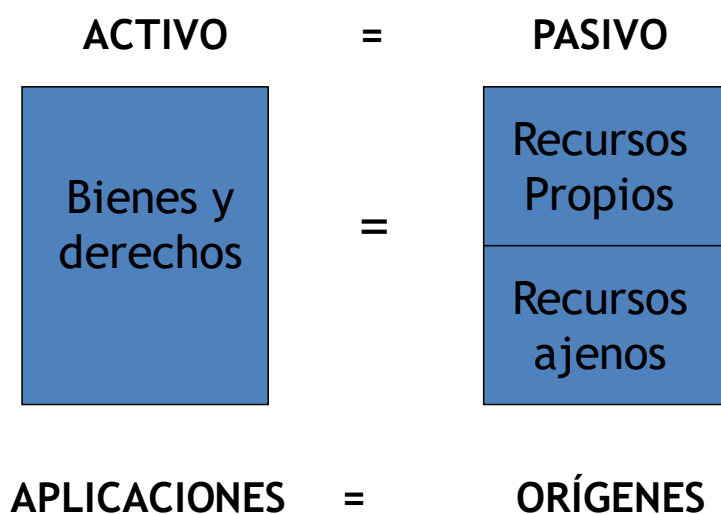 ACTIVO = PASIVO
Bienes y
derechos
=
Recursos
Propios
Recursos
ajenos
APLICACIONES = ORÍGENES